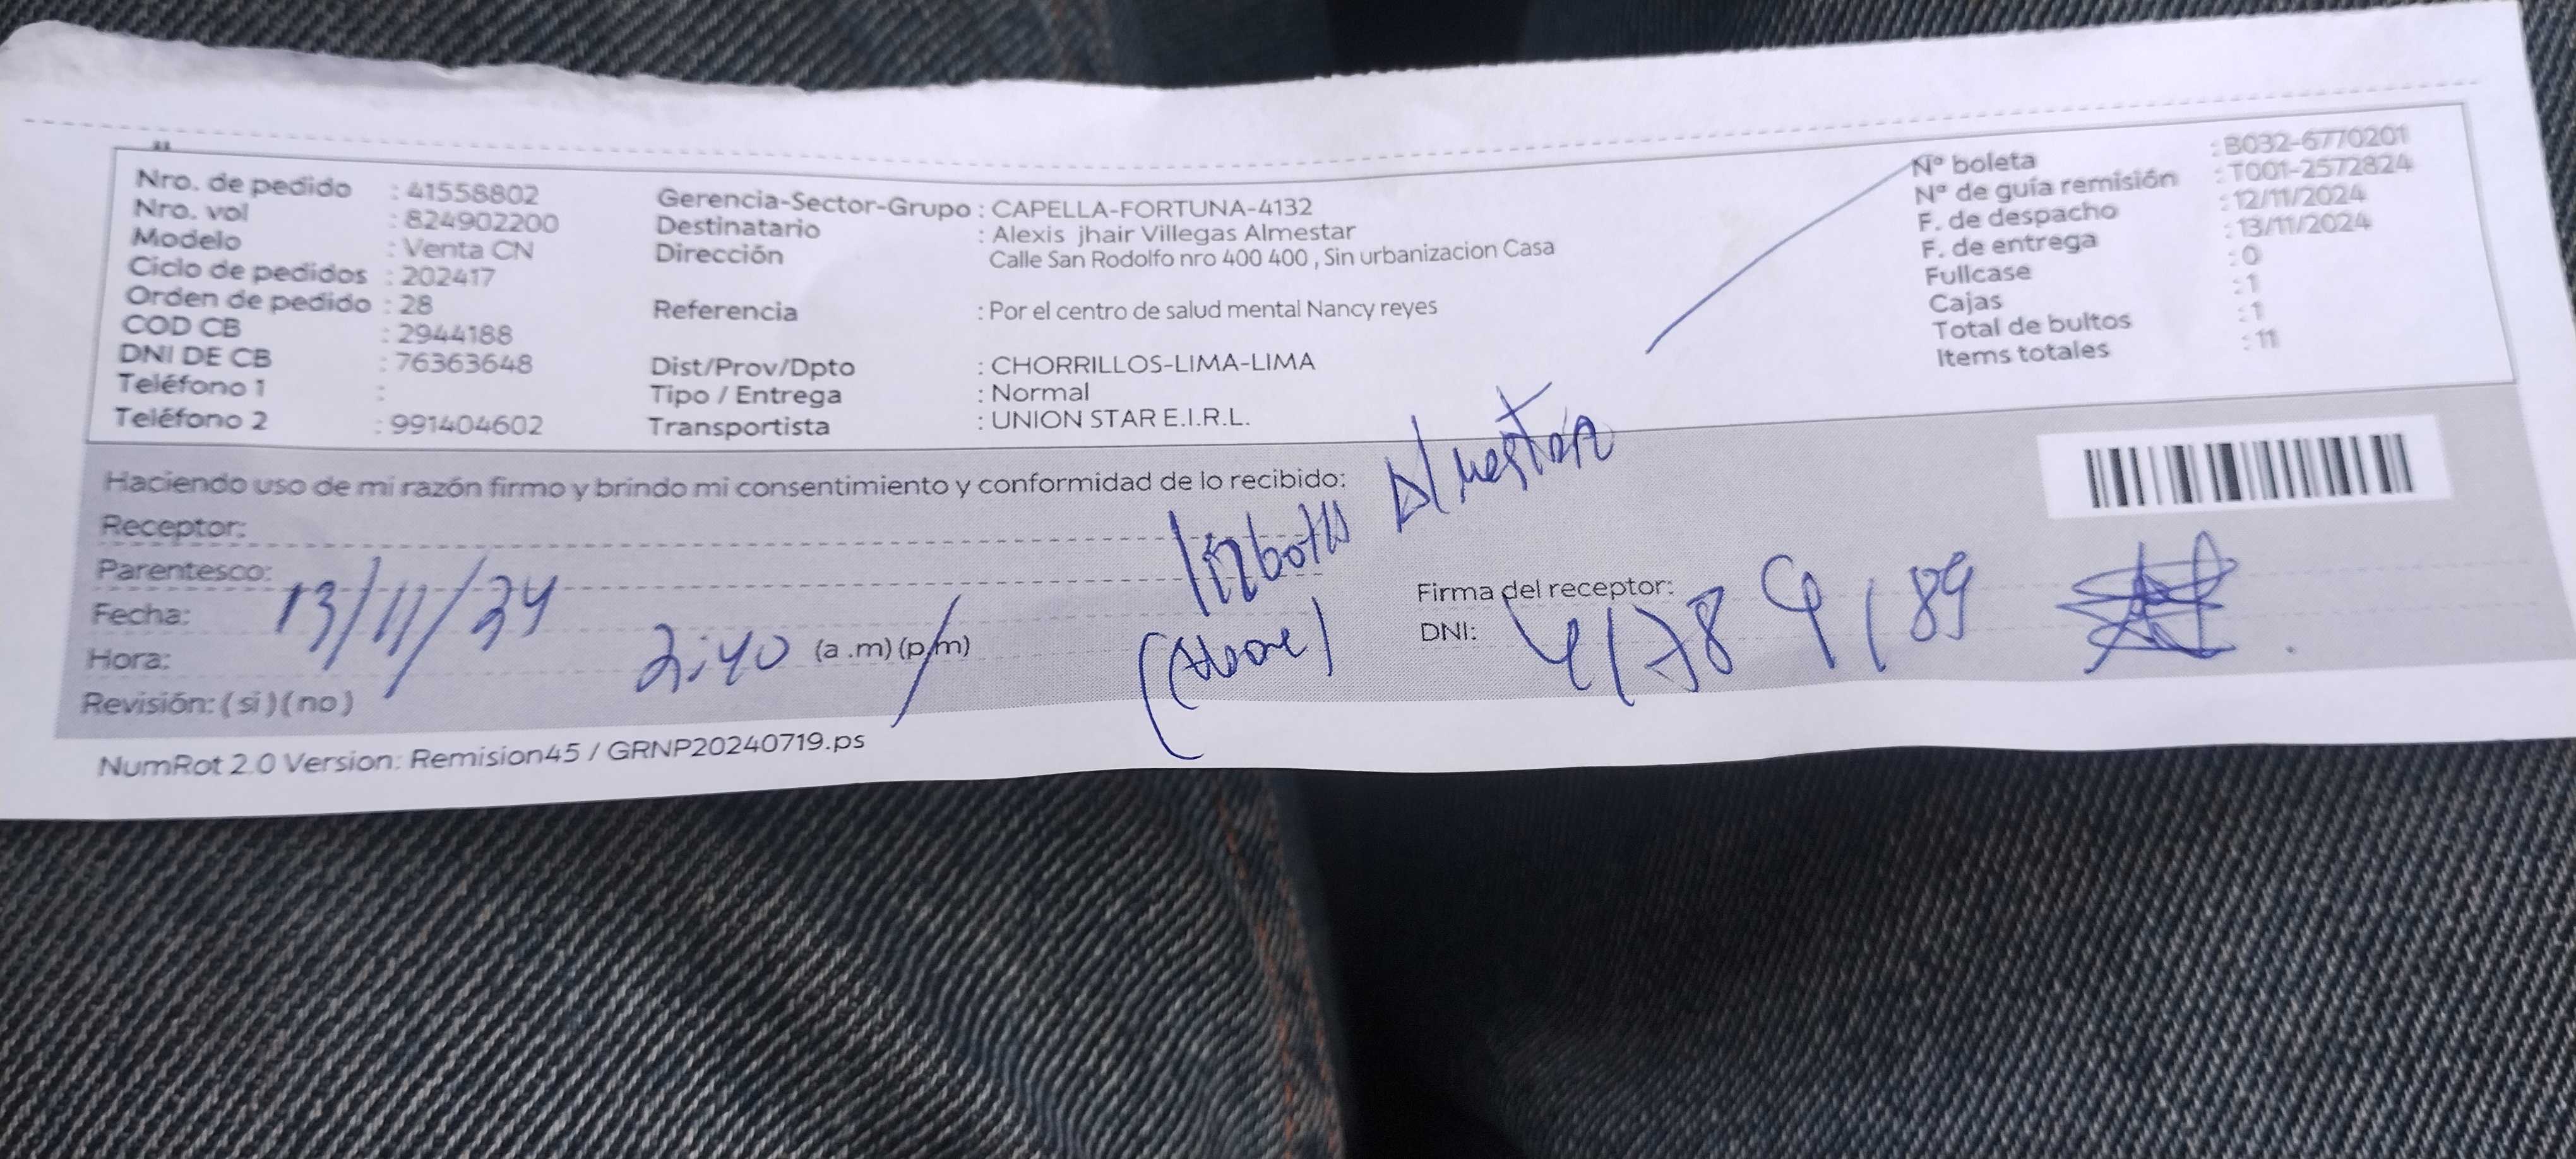 Nro. de pedido : 41558802
Nro. vol : 824902200
Modelo : Venta CN
Ciclo de pedidos : 202417
Orden de pedido : 28
COD CB : 2944188
DNI DE CB : 76363648
Teléfono 1 :
Teléfono 2 : 991404602
Gerencia-Sector-Grupo : CAPELLA-FORTUNA-4132
Destinatario : Alexis jhair Villegas Almestar
Dirección Calle San Rodolfo nro 400 400 , Sin urbanizacion Casa
Referencia : Por el centro de salud mental Nancy reyes
Dist/Prov/Dpto : CHORRILLOS-LIMA-LIMA
Tipo / Entrega : Normal
Transportista : UNION STAR E.I.R.L.
Nº boleta : B032-6770201
Nº de guía remisión : T001-2572824
F. de despacho : 12/11/2024
F. de entrega : 13/11/2024
Fullcase : 0
Cajas : 1
Total de bultos : 1
Items totales : 11
Haciendo uso de mi razón firmo y brindo mi consentimiento y conformidad de lo recibido:
Receptor: Almestar
Parentesco:
Fecha: 13/11/24
Hora: 2:40 (a .m) (p/m)
Revisión: ( si ) ( no )
Firma del receptor:
DNI: 41789189
NumRot 2.0 Version: Remision45 / GRNP20240719.ps